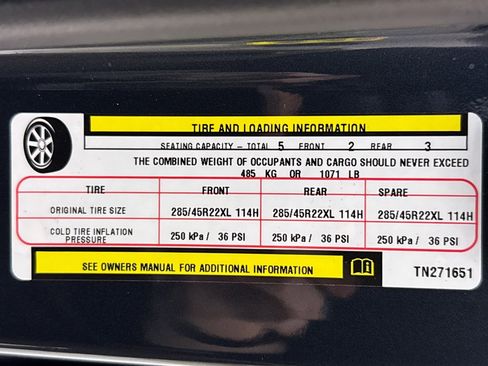 TIRE AND LOADING INFORMATION
SEATING CAPACITY - TOTAL 5 FRONT 2 REAR 3
THE COMBINED WEIGHT OF OCCUPANTS AND CARGO SHOULD NEVER EXCEED
485 KG OR 1071 LB
TIRE FRONT REAR SPARE
ORIGINAL TIRE SIZE 285/45R22XL 114H 285/45R22XL 114H 285/45R22XL 114H
COLD TIRE INFLATION
PRESSURE 250 kPa / 36 PSI 250 kPa / 36 PSI 250 kPa / 36 PSI
SEE OWNERS MANUAL FOR ADDITIONAL INFORMATION TN271651